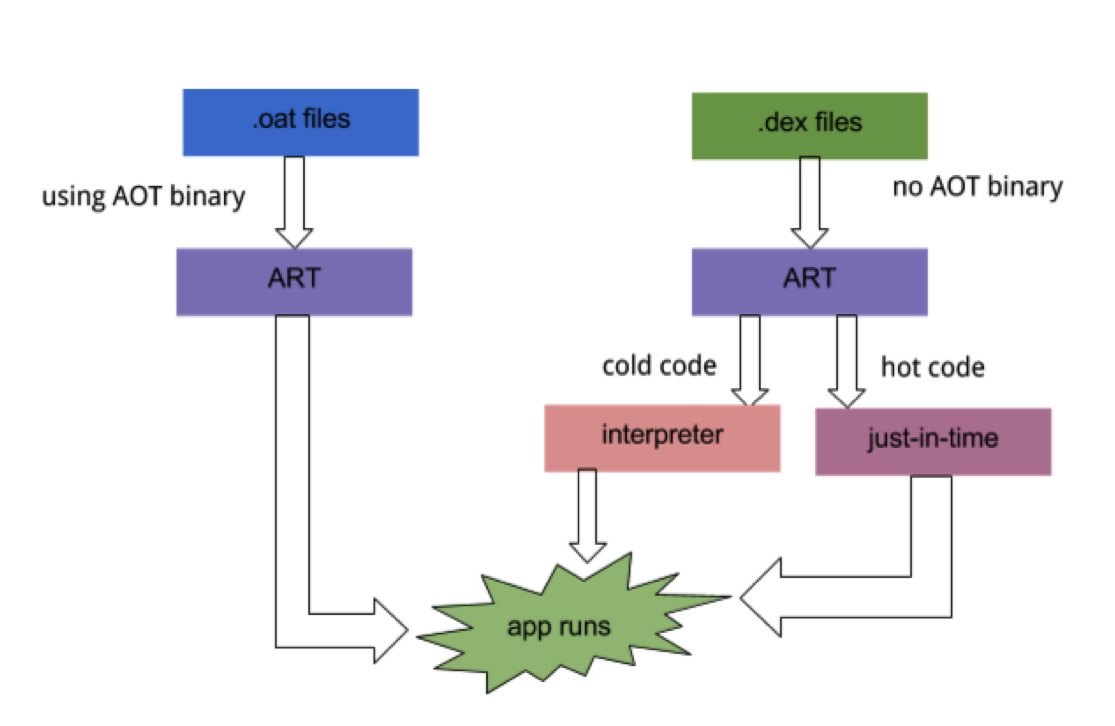 .oat files
.dex files
using AOT binary
no AOT binary
ART
ART
cold code
hot code
interpreter
just-in-time
app runs